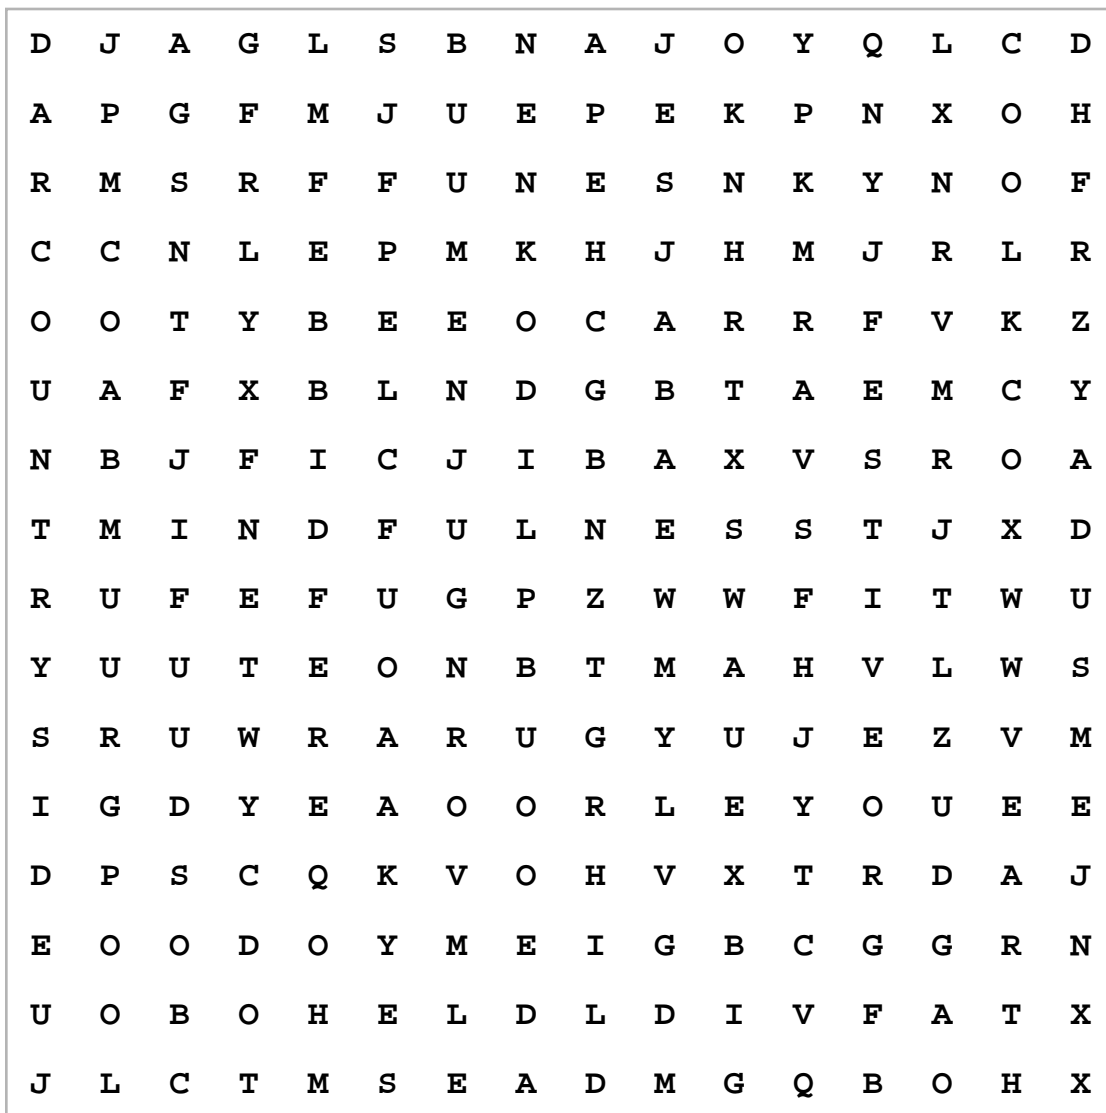 D J A G L S B N A J O Y Q L C D
A P G F M J U E P E K P N X O H
R M S R F F U N E S N K Y N O F
C C N L E P M K H J H M J R L R
O O T Y B E E O C A R R F V K Z
U A F X B L N D G B T A E M C Y
N B J F I C J I B A X V S R O A
T M I N D F U L N E S S T J X D
R U F E F U G P Z W W F I T W U
Y U U T E O N B T M A H V L W S
S R U W R A R U G Y U J E Z V M
I G D Y E A O O R L E Y O U E E
D P S C Q K V O H V X T R D A J
E O O D O Y M E I G B C G G R N
U O B O H E L D L D I V F A T X
J L C T M S E A D M G Q B O H X